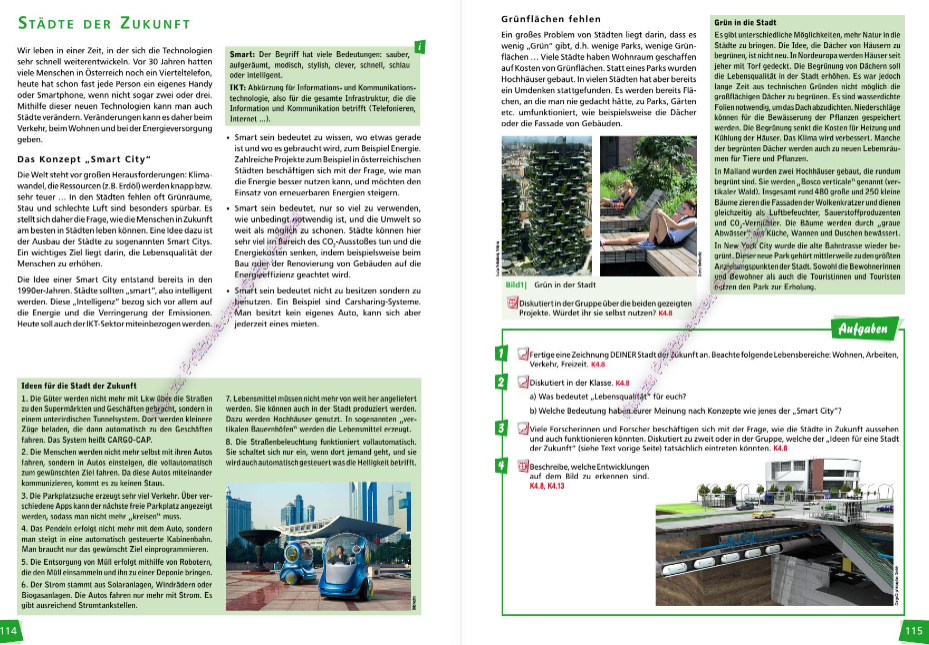 STÄDTE DER ZUKUNFT
Wir leben in einer Zeit, in der sich die Technologien
sehr schnell weiterentwickeln. Vor 30 Jahren hatten
viele Menschen in Österreich noch ein Vierteltelefon,
heute hat schon fast jede Person ein eigenes Handy
oder Smartphone, wenn nicht sogar zwei oder drei.
Mithilfe dieser neuen Technologien kann man auch
Städte verändern. Veränderungen kann es daher beim
Verkehr, beim Wohnen und bei der Energieversorgung
geben.
Das Konzept „Smart City“
Die Welt steht vor großen Herausforderungen: Klima-
wandel, die Ressourcen (z.B. Erdöl) werden knapp bzw.
sehr teuer … In den Städten fehlen oft Grünräume,
Stau und schlechte Luft sind besonders spürbar. Es
stellt sich daher die Frage, wie die Menschen in Zukunft
am besten in Städten leben können. Eine Idee dazu ist
der Ausbau der Städte zu sogenannten Smart Citys.
Ein wichtiges Ziel liegt darin, die Lebensqualität der
Menschen zu erhöhen.
Die Idee einer Smart City entstand bereits in den
1990er-Jahren. Städte sollten „smart“, also intelligent
werden. Diese „Intelligenz“ bezog sich vor allem auf
die Energie und die Verringerung der Emissionen.
Heute soll auch der IKT-Sektor miteinbezogen werden.
i
Smart: Der Begriff hat viele Bedeutungen: sauber,
aufgeräumt, modisch, stylish, clever, schnell, schlau
oder intelligent.
IKT: Abkürzung für Informations- und Kommunikations-
technologie, also für die gesamte Infrastruktur, die die
Information und Kommunikation betrifft (Telefonieren,
Internet …).
• Smart sein bedeutet zu wissen, wo etwas gerade
ist und wo es gebraucht wird, zum Beispiel Energie.
Zahlreiche Projekte zum Beispiel in österreichischen
Städten beschäftigen sich mit der Frage, wie man
die Energie besser nutzen kann, und möchten den
Einsatz von erneuerbaren Energien steigern.
• Smart sein bedeutet, nur so viel zu verwenden,
wie unbedingt notwendig ist, und die Umwelt so
weit als möglich zu schonen. Städte können hier
sehr viel im Bereich des CO₂-Ausstoßes tun und die
Energiekosten senken, indem beispielsweise beim
Bau oder der Renovierung von Gebäuden auf die
Energieeffizienz geachtet wird.
• Smart sein bedeutet nicht zu besitzen sondern zu
benutzen. Ein Beispiel sind Carsharing-Systeme.
Man besitzt kein eigenes Auto, kann sich aber
jederzeit eines mieten.
Ideen für die Stadt der Zukunft
1. Die Güter werden nicht mehr mit Lkw über die Straßen
zu den Supermärkten und Geschäften gebracht, sondern in
einem unterirdischen Tunnelsystem. Dort werden kleinere
Züge beladen, die dann automatisch zu den Geschäften
fahren. Das System heißt CARGO-CAP.
2. Die Menschen werden nicht mehr selbst mit ihren Autos
fahren, sondern in Autos einsteigen, die vollautomatisch
zum gewünschten Ziel fahren. Da diese Autos miteinander
kommunizieren, kommt es zu keinen Staus.
3. Die Parkplatzsuche erzeugt sehr viel Verkehr. Über ver-
schiedene Apps kann der nächste freie Parkplatz angezeigt
werden, sodass man nicht mehr „kreisen“ muss.
4. Das Pendeln erfolgt nicht mehr mit dem Auto, sondern
man steigt in eine automatisch gesteuerte Kabinenbahn.
Man braucht nur das gewünscht Ziel einprogrammieren.
5. Die Entsorgung von Müll erfolgt mithilfe von Robotern,
die den Müll einsammeln und ihn zu einer Deponie bringen.
6. Der Strom stammt aus Solaranlagen, Windrädern oder
Biogasanlagen. Die Autos fahren nur mehr mit Strom. Es
gibt ausreichend Stromtankstellen.
7. Lebensmittel müssen nicht mehr von weit her angeliefert
werden. Sie können auch in der Stadt produziert werden.
Dazu werden Hochhäuser genutzt. In sogenannten „ver-
tikalen Bauernhöfen“ werden die Lebensmittel erzeugt.
8. Die Straßenbeleuchtung funktioniert vollautomatisch.
Sie schaltet sich nur ein, wenn dort jemand geht, und sie
wird auch automatisch gesteuert was die Helligkeit betrifft.
114
Grünflächen fehlen
Ein großes Problem von Städten liegt darin, dass es
wenig „Grün“ gibt, d.h. wenige Parks, wenige Grün-
flächen … Viele Städte haben Wohnraum geschaffen
auf Kosten von Grünflächen. Statt eines Parks wurden
Hochhäuser gebaut. In vielen Städten hat aber bereits
ein Umdenken stattgefunden. Es werden bereits Flä-
chen, an die man nie gedacht hätte, zu Parks, Gärten
etc. umfunktioniert, wie beispielsweise die Dächer
oder die Fassade von Gebäuden.
Bild1| Grün in der Stadt
Diskutiert in der Gruppe über die beiden gezeigten
Projekte. Würdet ihr sie selbst nutzen? K4.8
Grün in die Stadt
Es gibt unterschiedliche Möglichkeiten, mehr Natur in die
Städte zu bringen. Die Idee, die Dächer von Häusern zu
begrünen, ist nicht neu. In Nordeuropa werden Häuser seit
jeher mit Torf gedeckt. Die Begrünung von Dächern soll
die Lebensqualität in der Stadt erhöhen. Es war jedoch
lange Zeit aus technischen Gründen nicht möglich die
großflächigen Dächer zu begrünen. Es sind wasserdichte
Folien notwendig, um das Dach abzudichten. Niederschläge
können für die Bewässerung der Pflanzen gespeichert
werden. Die Begrünung senkt die Kosten für Heizung und
Kühlung der Häuser. Das Klima wird verbessert. Manche
der begrünten Dächer werden auch zu neuen Lebensräu-
men für Tiere und Pflanzen.
In Mailand wurden zwei Hochhäuser gebaut, die rundum
begrünt sind. Sie werden „Bosco verticale“ genannt (ver-
tikaler Wald). Insgesamt rund 480 große und 250 kleine
Bäume zieren die Fassaden der Wolkenkratzer und dienen
gleichzeitig als Luftbefeuchter, Sauerstoffproduzenten
und CO₂-Vernichter. Die Bäume werden durch „graue
Abwässer“ aus Küche, Wannen und Duschen bewässert.
In New York City wurde die alte Bahntrasse wieder be-
grünt. Dieser neue Park gehört mittlerweile zu den größten
Anziehungspunkten der Stadt. Sowohl die Bewohnerinnen
und Bewohner als auch die Touristinnen und Touristen
nutzen den Park zur Erholung.
Aufgaben
1 Fertige eine Zeichnung DEINER Stadt der Zukunft an. Beachte folgende Lebensbereiche: Wohnen, Arbeiten,
Verkehr, Freizeit. K4.8
2 Diskutiert in der Klasse. K4.8
a) Was bedeutet „Lebensqualität“ für euch?
b) Welche Bedeutung haben eurer Meinung nach Konzepte wie jenes der „Smart City“?
3 Viele Forscherinnen und Forscher beschäftigen sich mit der Frage, wie die Städte in Zukunft aussehen
und auch funktionieren könnten. Diskutiert zu zweit oder in der Gruppe, welche der „Ideen für eine Stadt
der Zukunft“ (siehe Text vorige Seite) tatsächlich eintreten könnten. K4.8
4 Beschreibe, welche Entwicklungen
auf dem Bild zu erkennen sind.
K4.8, K4.13
115